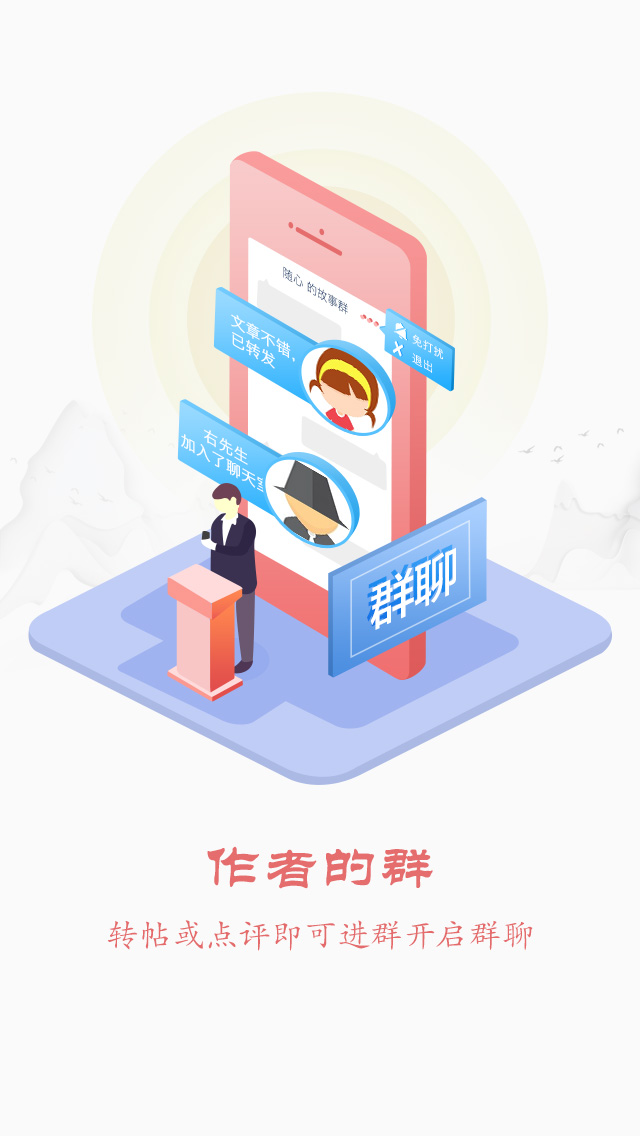 随心 的故事群
免打扰
退出
文章不错,
已转发
右先生
加入了聊天室
群聊
作者的群
转帖或点评即可进群开启群聊